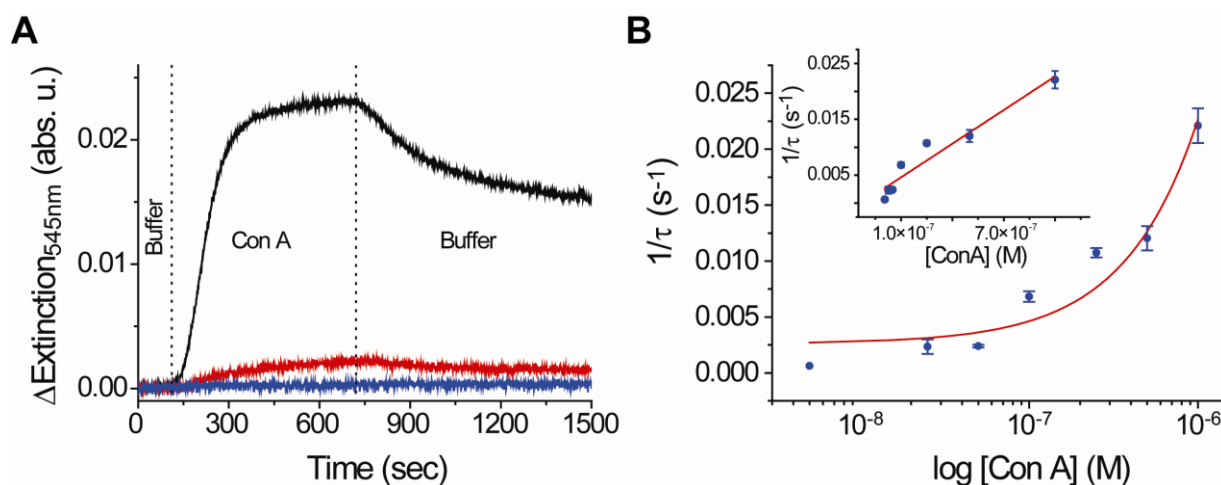 A
ΔExtinction545nm (abs. u.)
0.02
0.01
0.00
Buffer
Con A
Buffer
0 300 600 900 1200 1500
Time (sec)
B
1/τ (s-1)
0.025
0.020
0.015
0.010
0.005
0.000
10-8 10-7 10-6
log [Con A] (M)
1/τ (s-1)
0.025
0.015
0.005
1.0×10-7 7.0×10-7
[ConA] (M)